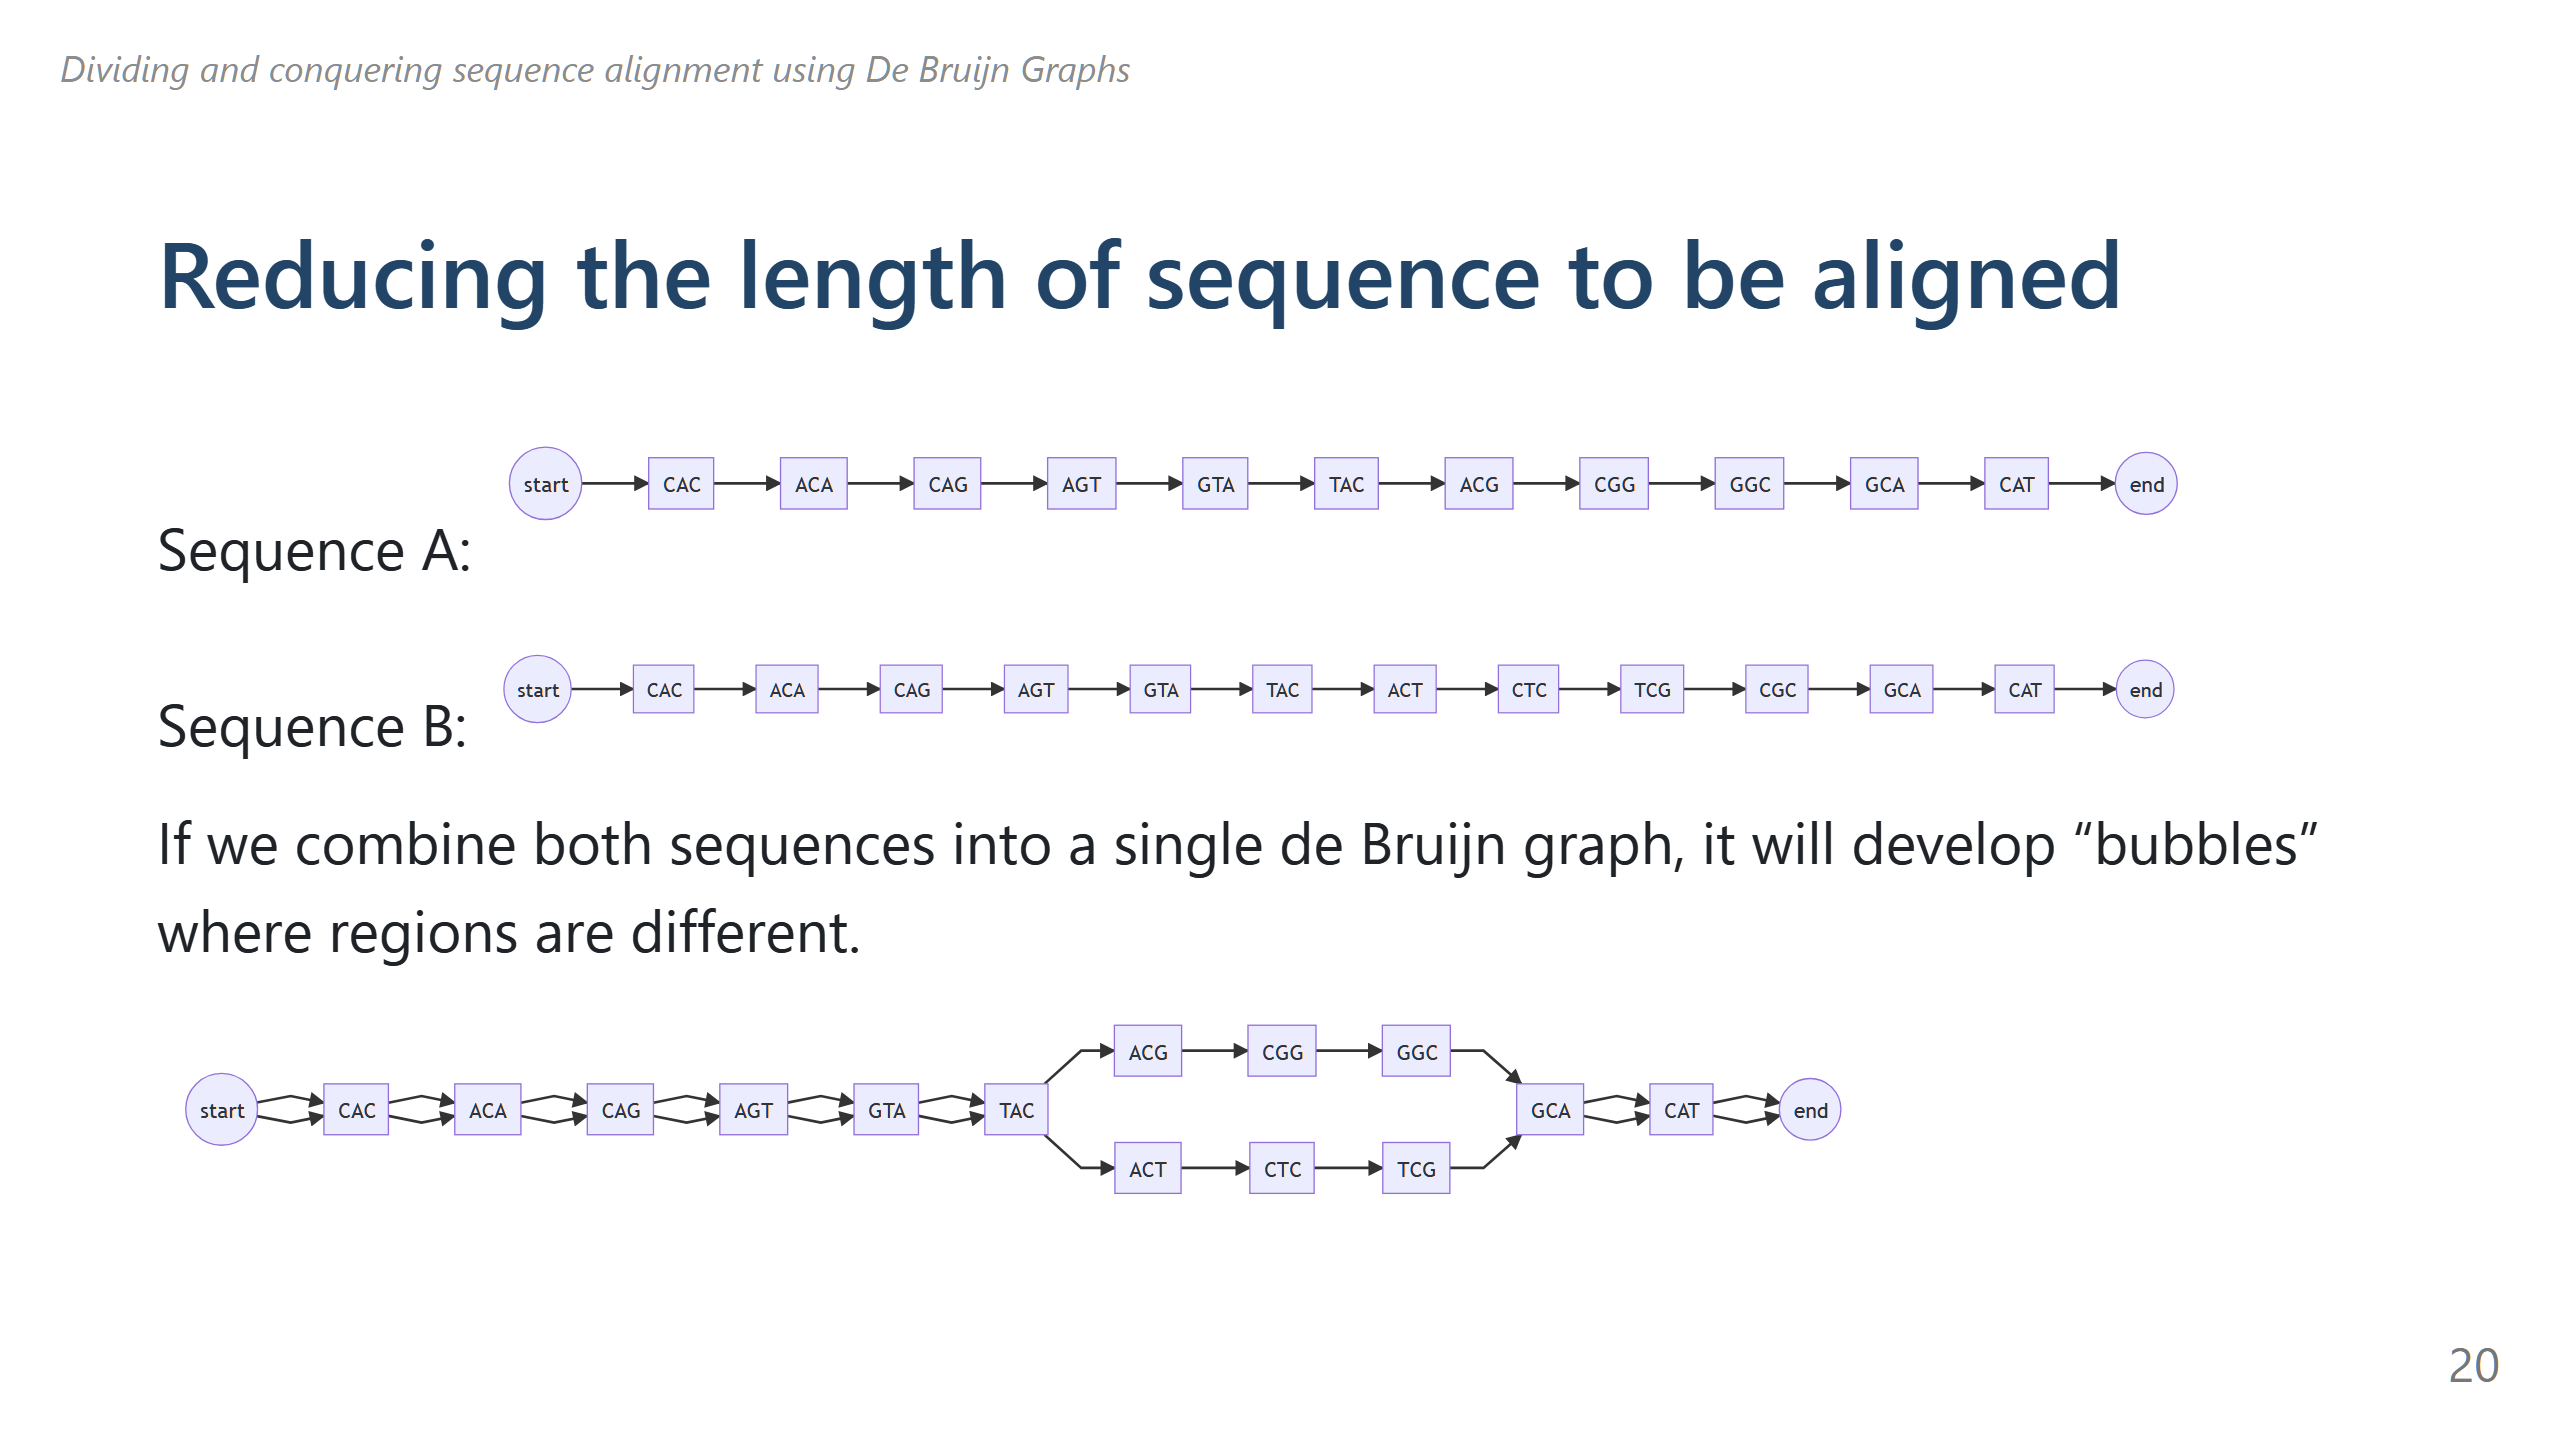 Dividing and conquering sequence alignment using De Bruijn Graphs
Reducing the length of sequence to be aligned
start CAC ACA CAG AGT GTA TAC ACG CGG GGC GCA CAT end
Sequence A:
start CAC ACA CAG AGT GTA TAC ACT CTC TCG CGC GCA CAT end
Sequence B:
If we combine both sequences into a single de Bruijn graph, it will develop “bubbles”
where regions are different.
ACG CGG GGC
start CAC ACA CAG AGT GTA TAC GCA CAT end
ACT CTC TCG
20